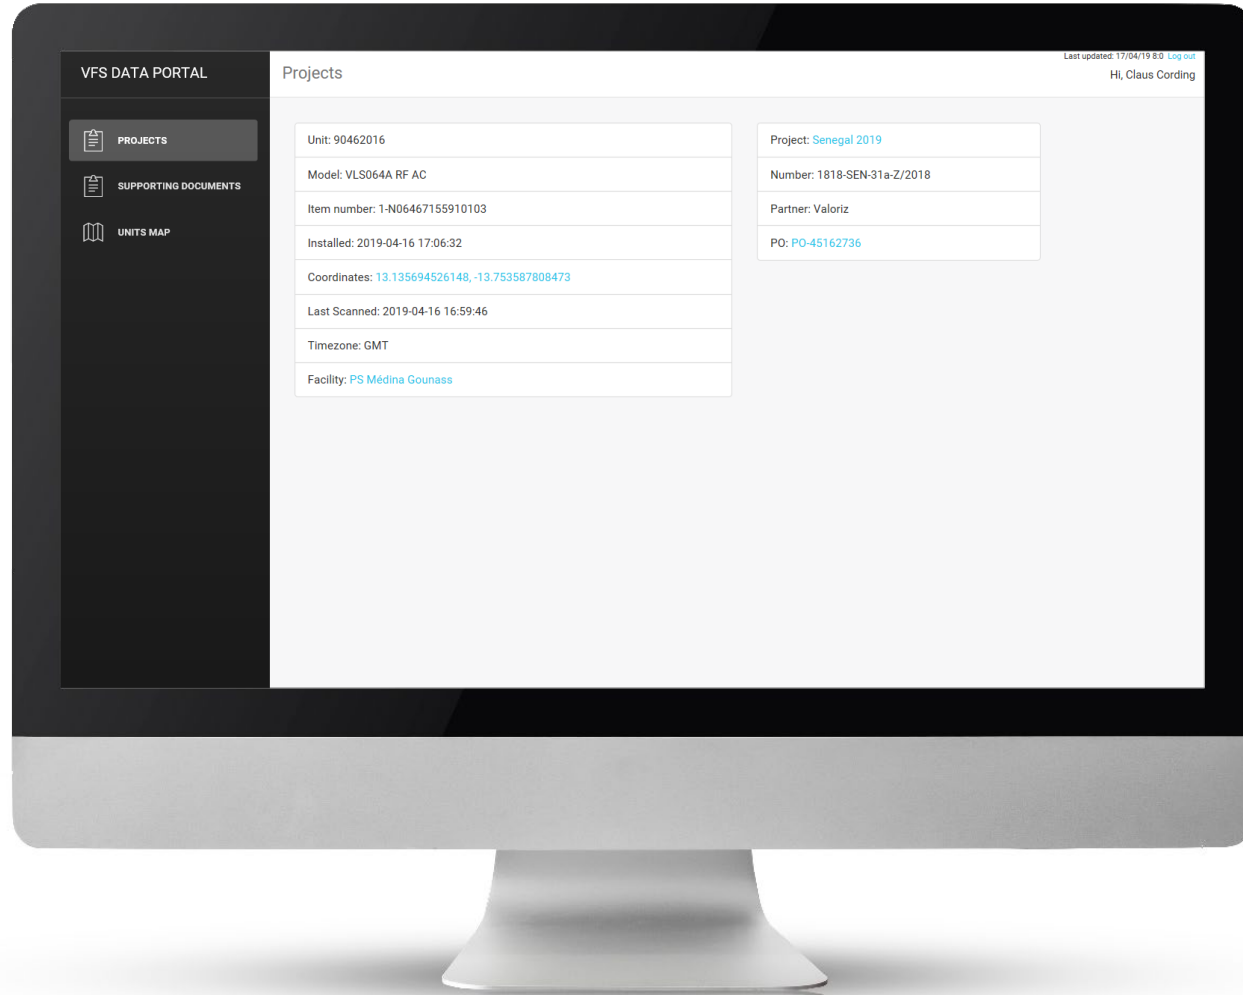 VFS DATA PORTAL
PROJECTS
SUPPORTING DOCUMENTS
UNITS MAP
Projects
Last updated: 17/04/19 8:0 Log out
Hi, Claus Cording
Unit: 90462016
Model: VLS064A RF AC
Item number: 1-N06467155910103
Installed: 2019-04-16 17:06:32
Coordinates: 13.135694526148, -13.753587808473
Last Scanned: 2019-04-16 16:59:46
Timezone: GMT
Facility: PS Médina Gounass
Project: Senegal 2019
Number: 1818-SEN-31a-Z/2018
Partner: Valoriz
PO: PO-45162736